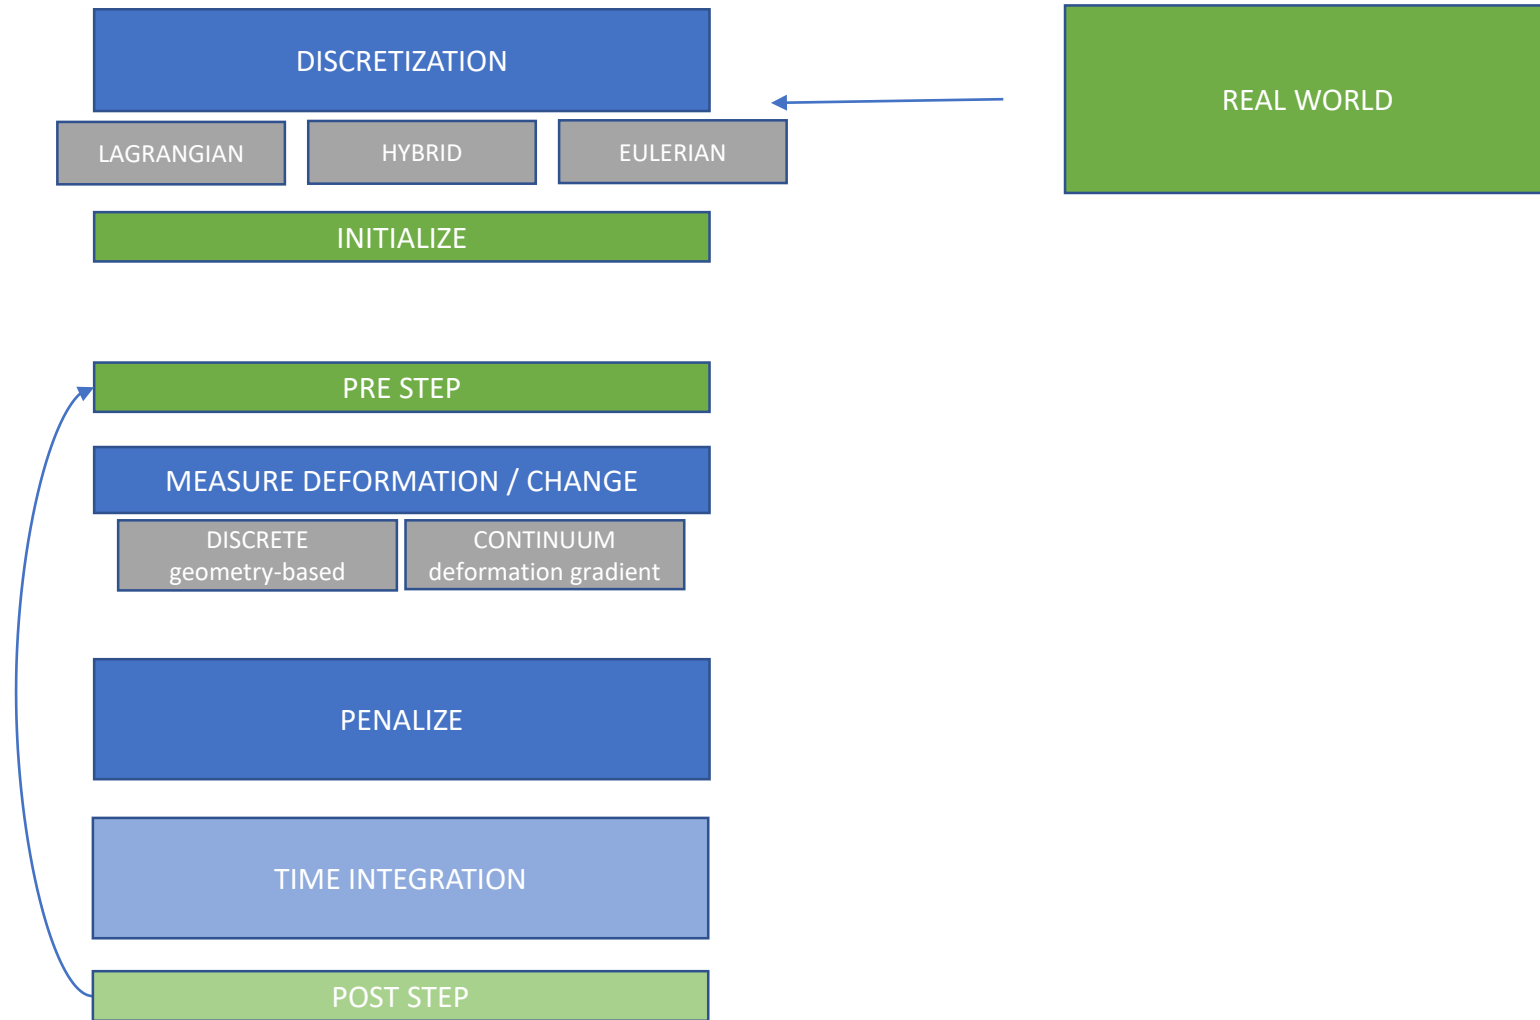 DISCRETIZATION
REAL WORLD
LAGRANGIAN
HYBRID
EULERIAN
INITIALIZE
PRE STEP
MEASURE DEFORMATION / CHANGE
DISCRETE
geometry-based
CONTINUUM
deformation gradient
PENALIZE
TIME INTEGRATION
POST STEP